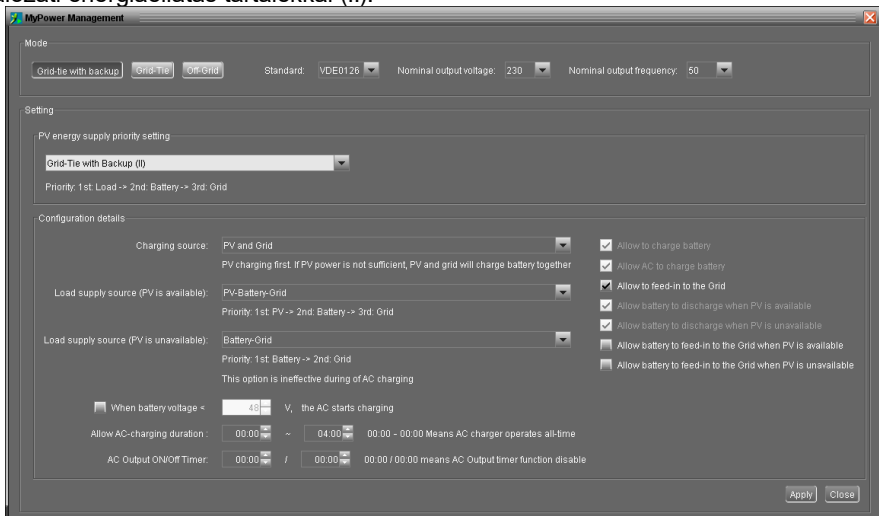 energiaellátás tartalékkal (II).
MyPower Management
Mode
Grid-tie with backup Grid-Tie Off-Grid Standard: VDE0126 Nominal output voltage: 230 Nominal output frequency: 50
Setting
PV energy supply priority setting
Grid-Tie with Backup (II)
Priority: 1st: Load -> 2nd: Battery -> 3rd: Grid
Configuration details
Charging source: PV and Grid
PV charging first. If PV power is not sufficient, PV and grid will charge battery together
Load supply source (PV is available): PV-Battery-Grid
Priority: 1st: PV -> 2nd: Battery -> 3rd: Grid
Load supply source (PV is unavailable): Battery-Grid
Priority: 1st: Battery -> 2nd: Grid
This option is ineffective during of AC charging
Allow to charge battery
Allow AC to charge battery
Allow to feed-in to the Grid
Allow battery to discharge when PV is available
Allow battery to discharge when PV is unavailable
Allow battery to feed-in to the Grid when PV is available
Allow battery to feed-in to the Grid when PV is unavailable
When battery voltage < 48 V, the AC starts charging
Allow AC-charging duration : 00:00 ~ 04:00 00:00 - 00:00 Means AC charger operates all-time
AC Output ON/Off Timer: 00:00 / 00:00 00:00 / 00:00 means AC Output timer function disable
Apply Close